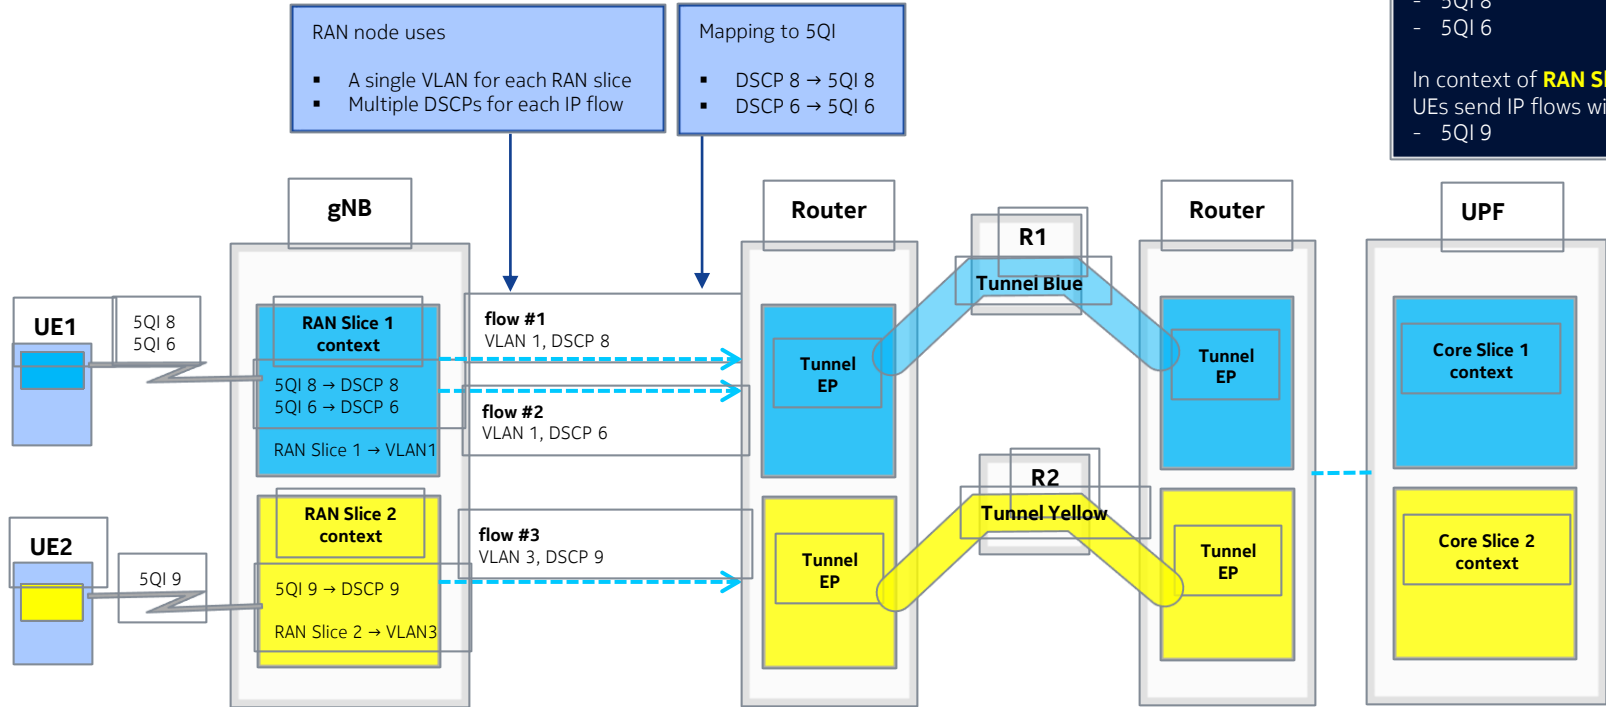 RAN node uses
▪ A single VLAN for each RAN slice
▪ Multiple DSCPs for each IP flow
Mapping to 5QI
▪ DSCP 8 → 5QI 8
▪ DSCP 6 → 5QI 6
- 5QI 8
- 5QI 6
In context of RAN
UEs send IP flows
- 5QI 9
gNB
Router
R1
Router
UPF
Tunnel Blue
UE1
5QI 8
5QI 6
RAN Slice 1
context
5QI 8 → DSCP 8
5QI 6 → DSCP 6
RAN Slice 1 → VLAN1
flow #1
VLAN 1, DSCP 8
flow #2
VLAN 1, DSCP 6
Tunnel
EP
Tunnel
EP
Core Slice 1
context
R2
Tunnel Yellow
UE2
5QI 9
RAN Slice 2
context
5QI 9 → DSCP 9
RAN Slice 2 → VLAN3
flow #3
VLAN 3, DSCP 9
Tunnel
EP
Tunnel
EP
Core Slice 2
context